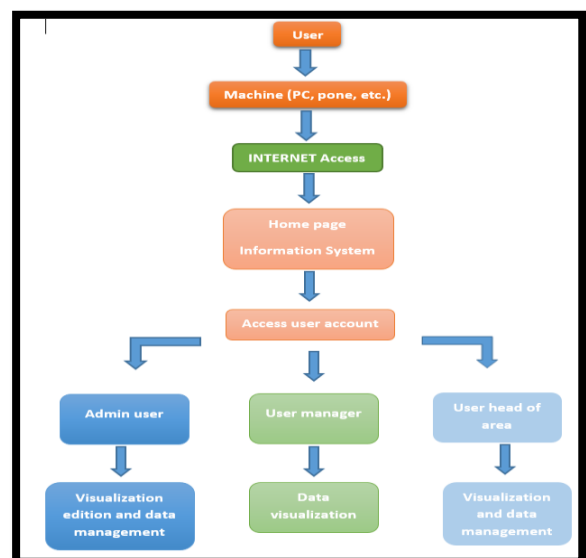 User
Machine (PC, pone, etc.)
INTERNET Access
Home page
Information System
Access user account
Admin user
User manager
User head of
area
Visualization
edition and data
management
Data
visualization
Visualization
and data
management